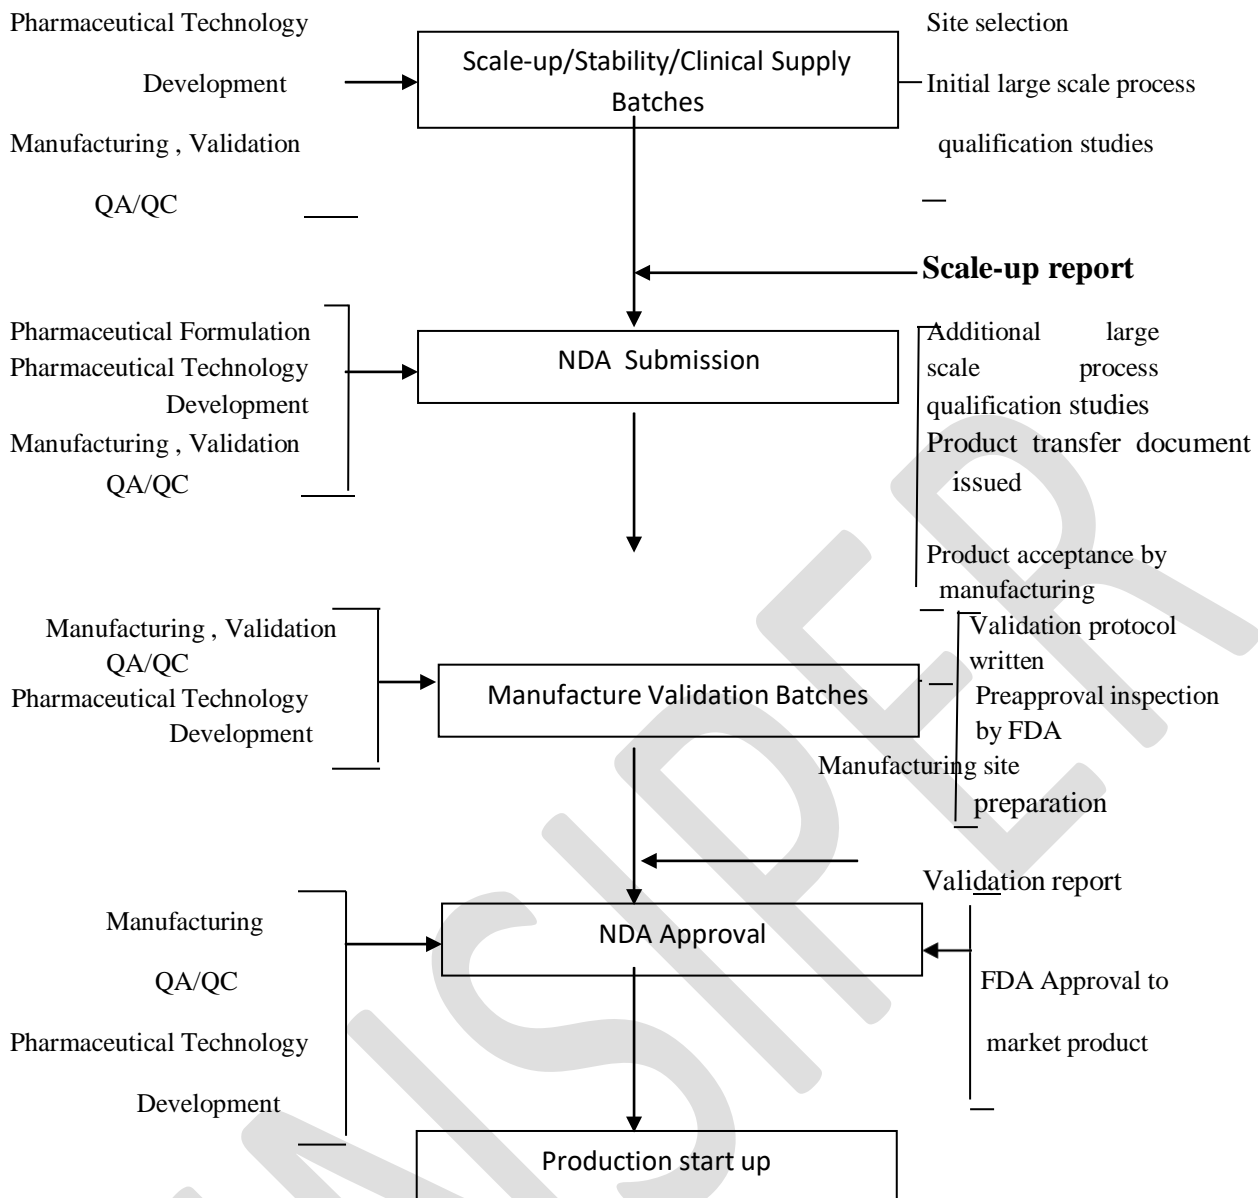 Pharmaceutical Technology
Development
Manufacturing , Validation
QA/QC
Scale-up/Stability/Clinical Supply
Batches
Site selection
Initial large scale process
qualification studies
Scale-up report
Pharmaceutical Formulation
Pharmaceutical Technology
Development
Manufacturing , Validation
QA/QC
NDA Submission
Additional large
scale process
qualification studies
Product transfer document
issued
Product acceptance by
manufacturing
Manufacturing , Validation
QA/QC
Pharmaceutical Technology
Development
Manufacture Validation Batches
Validation protocol
written
Preapproval inspection
by FDA
Manufacturing site
preparation
Validation report
Manufacturing
QA/QC
Pharmaceutical Technology
Development
NDA Approval
FDA Approval to
market product
Production start up